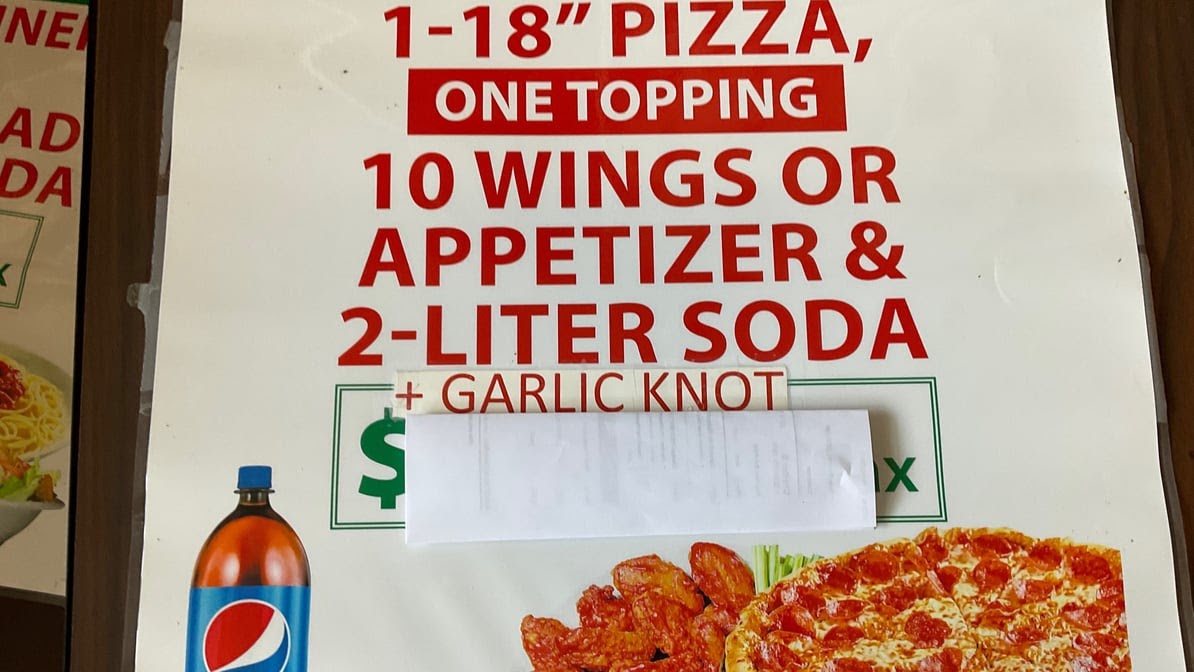 1-18” PIZZA,
ONE TOPPING
10 WINGS OR
APPETIZER &
2-LITER SODA
+ GARLIC KNOT
$